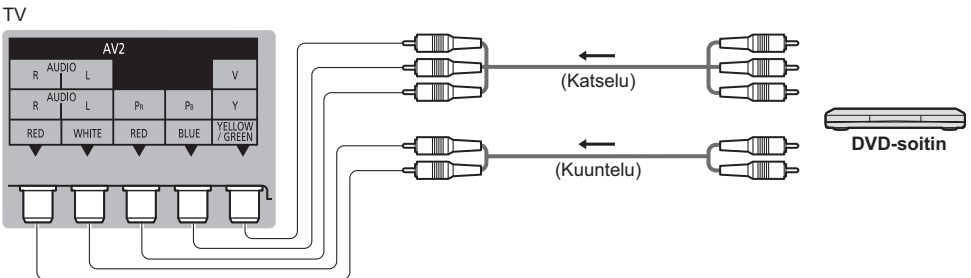 TV
AV2
R AUDIO L V
R AUDIO L PR PB Y
RED WHITE RED BLUE YELLOW / GREEN
(Katselu)
(Kuuntelu)
DVD-soitin